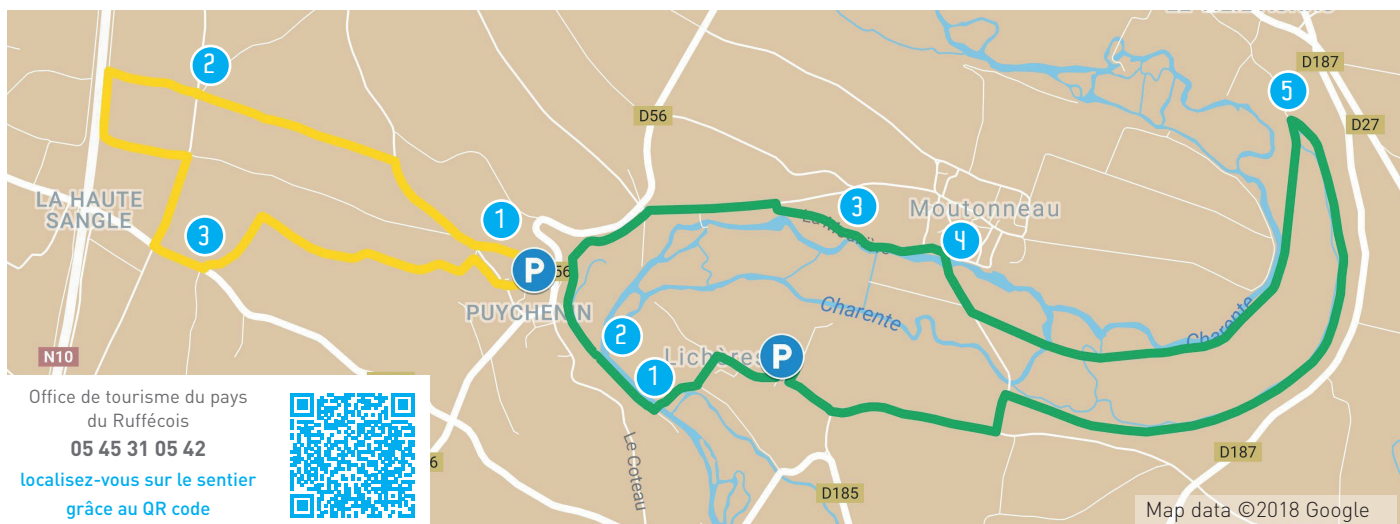 D187
2
5
D56
D27
LA HAUTE
SANGLE
1
3
3
Moutonneau
4
P
56
PUYCHENIN
Charente
Charente
2
Lichères
P
1
N10
Office de tourisme du pays
du Ruffécois
05 45 31 05 42
localisez-vous sur le sentier
grâce au QR code
6
Le Coteau
D187
D185
Map data ©2018 Google